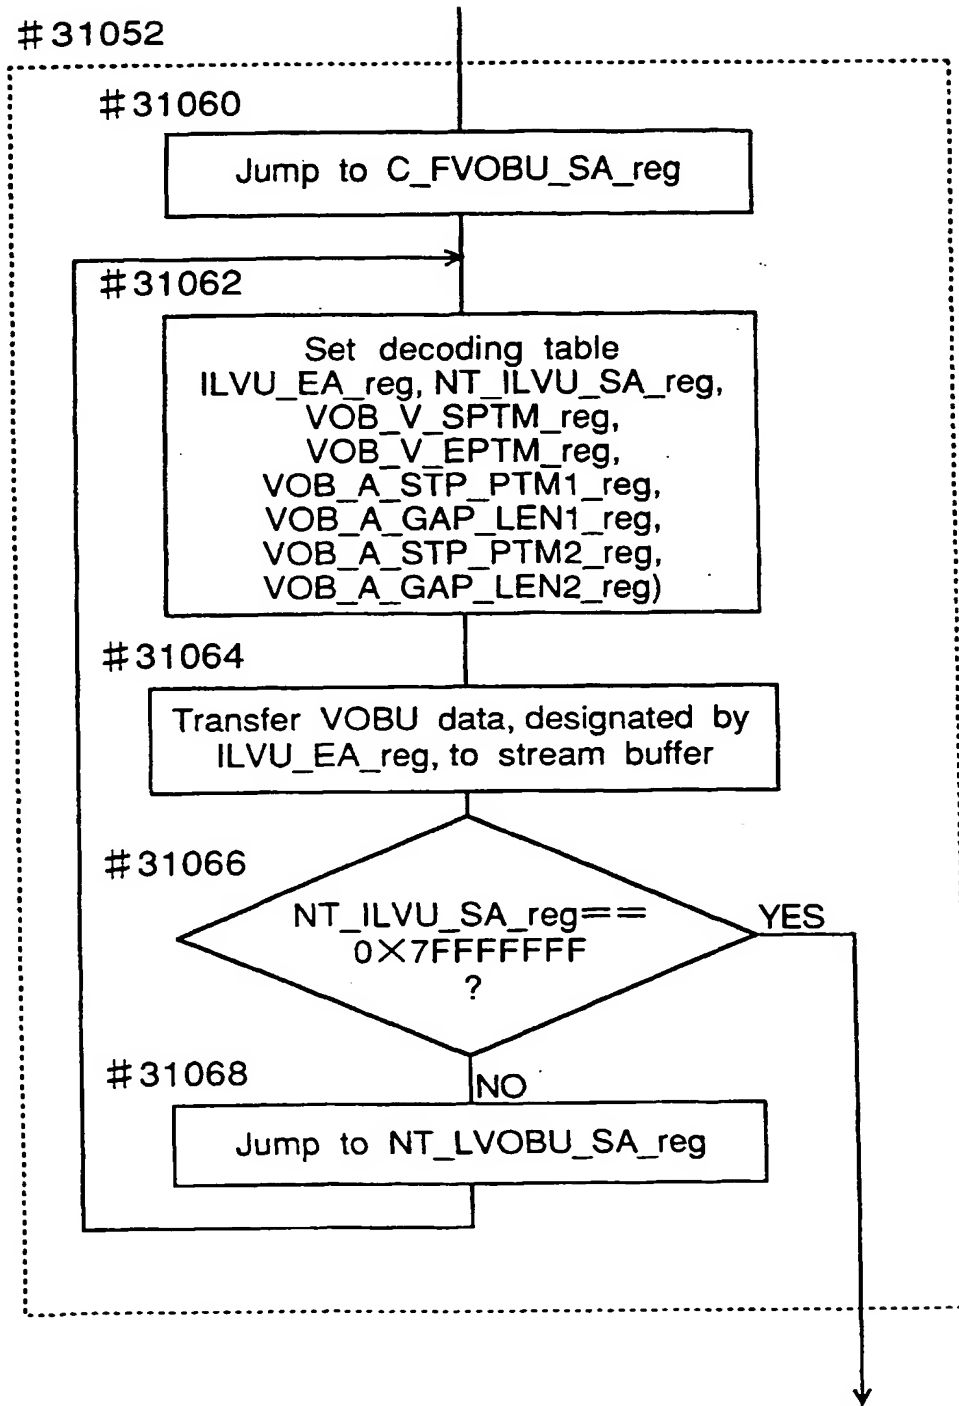 #31052
#31060
Jump to C_FVOBU_SA_reg
#31062
Set decoding table
ILVU_EA_reg, NT_ILVU_SA_reg,
VOB_V_SPTM_reg,
VOB_V_EPTM_reg,
VOB_A_STP_PTM1_reg,
VOB_A_GAP_LEN1_reg,
VOB_A_STP_PTM2_reg,
VOB_A_GAP_LEN2_reg)
#31064
Transfer VOBU data, designated by
ILVU_EA_reg, to stream buffer
#31066
NT_ILVU_SA_reg==
0×7FFFFFFF
?
YES
#31068
NO
Jump to NT_LVOBU_SA_reg